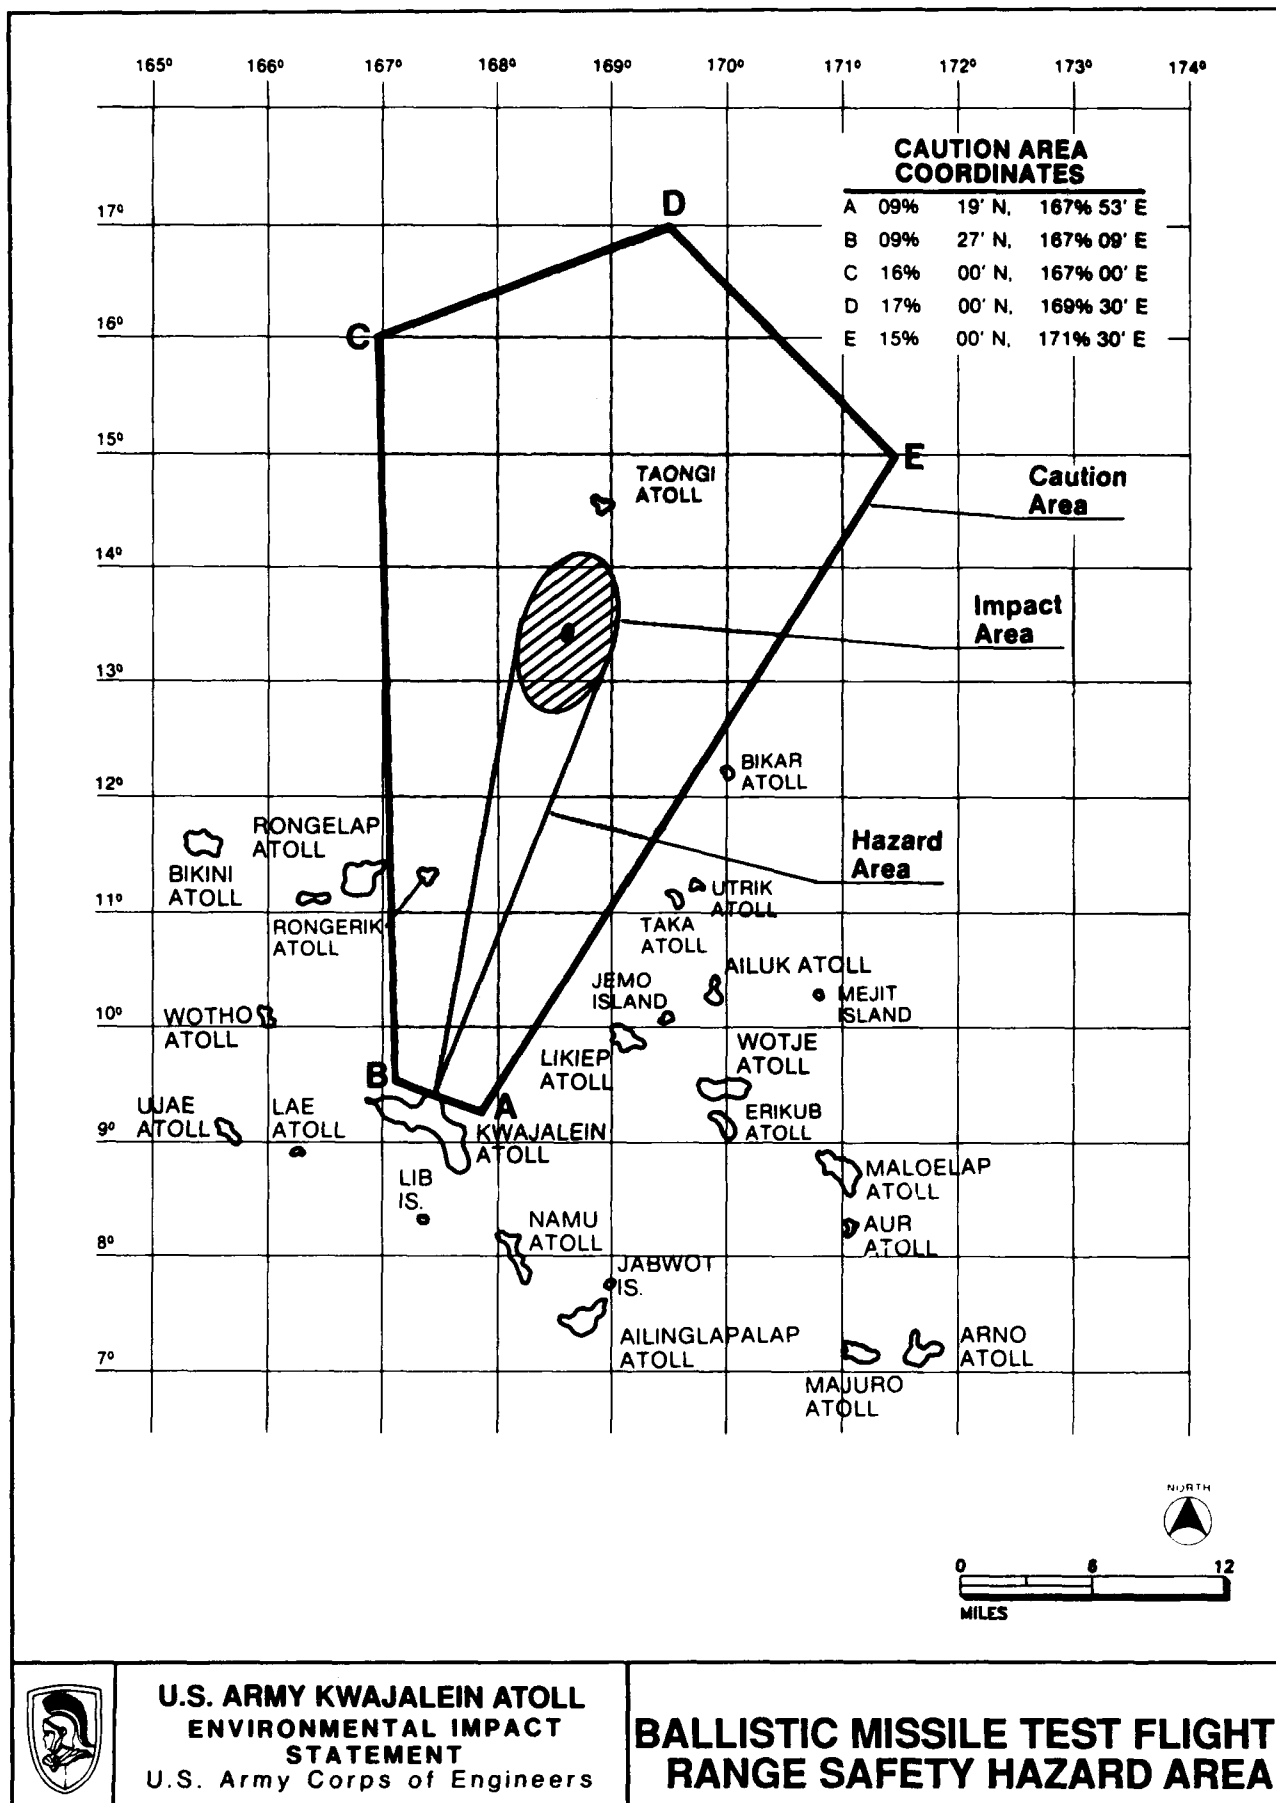 165° 166° 167° 168° 169° 170° 171° 172° 173° 174°
CAUTION AREA
COORDINATES
A 09% 19' N, 167% 53' E
B 09% 27' N, 167% 09' E
C 16% 00' N, 167% 00' E
D 17% 00' N, 169% 30' E
E 15% 00' N, 171% 30' E
D
17°
16°
C
15°
E
TAONGI
ATOLL
Caution
Area
14°
Impact
Area
13°
BIKAR
ATOLL
12°
RONGELAP
ATOLL
BIKINI
ATOLL
Hazard
Area
11°
UTRIK
ATOLL
RONGERIK
ATOLL
TAKA
ATOLL
AILUK ATOLL
JEMO
ISLAND
MEJIT
ISLAND
10°
WOTHO
ATOLL
WOTJE
ATOLL
LIKIEP
ATOLL
B
A
UJAE
ATOLL
LAE
ATOLL
KWAJALEIN
ATOLL
ERIKUB
ATOLL
9°
LIB
IS.
MALOELAP
ATOLL
NAMU
ATOLL
AUR
ATOLL
8°
JABWOT
IS.
AILINGLAPALAP
ATOLL
ARNO
ATOLL
7°
MAJURO
ATOLL
NORTH
0 6 12
MILES
U.S. ARMY KWAJALEIN ATOLL
ENVIRONMENTAL IMPACT
STATEMENT
U.S. Army Corps of Engineers
BALLISTIC MISSILE TEST FLIGHT
RANGE SAFETY HAZARD AREA